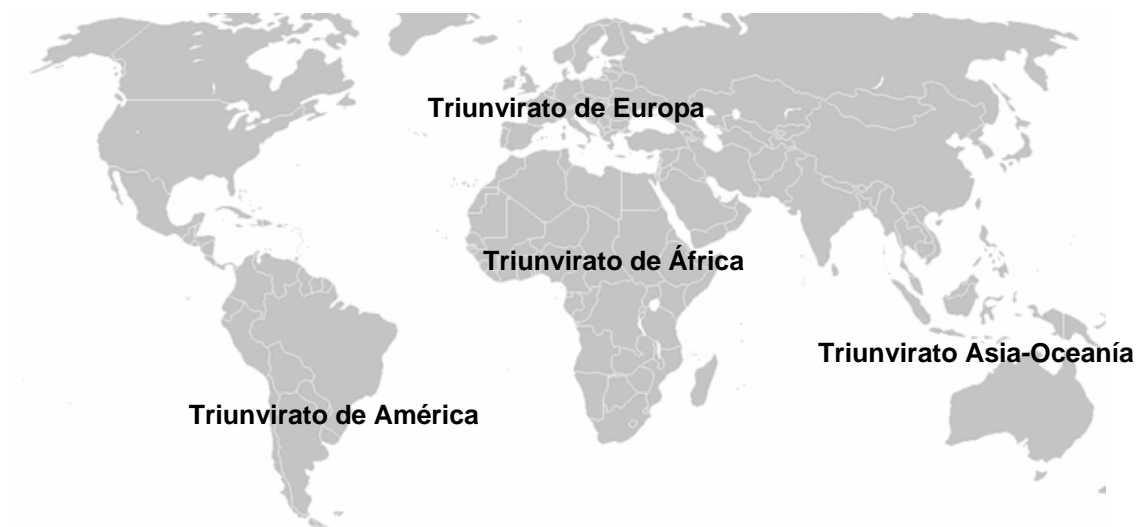 Triunvirato de Europa
Triunvirato de África
Triunvirato Asia-Oceanía
Triunvirato de América